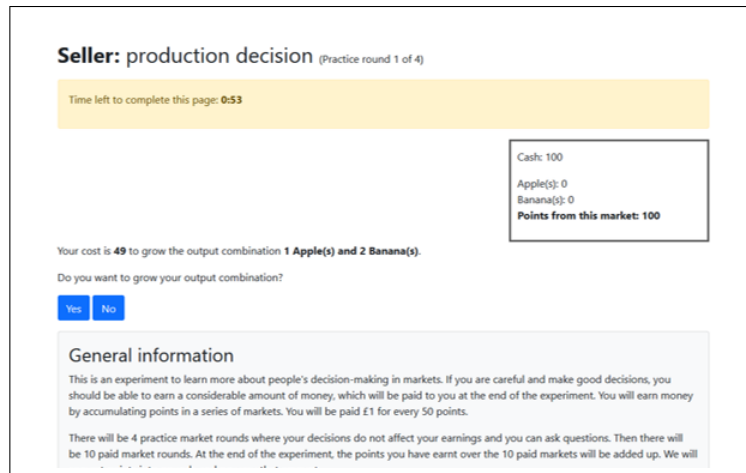 Seller: production decision (Practice round 1 of 4)
Time left to complete this page: 0:53
Cash: 100
Apple(s): 0
Banana(s): 0
Points from this market: 100
Your cost is 49 to grow the output combination 1 Apple(s) and 2 Banana(s).
Do you want to grow your output combination?
Yes No
General information
This is an experiment to learn more about people's decision-making in markets. If you are careful and make good decisions, you
should be able to earn a considerable amount of money, which will be paid to you at the end of the experiment. You will earn money
by accumulating points in a series of markets. You will be paid £1 for every 50 points.
There will be 4 practice market rounds where your decisions do not affect your earnings and you can ask questions. Then there will
be 10 paid market rounds. At the end of the experiment, the points you have earnt over the 10 paid markets will be added up. We will